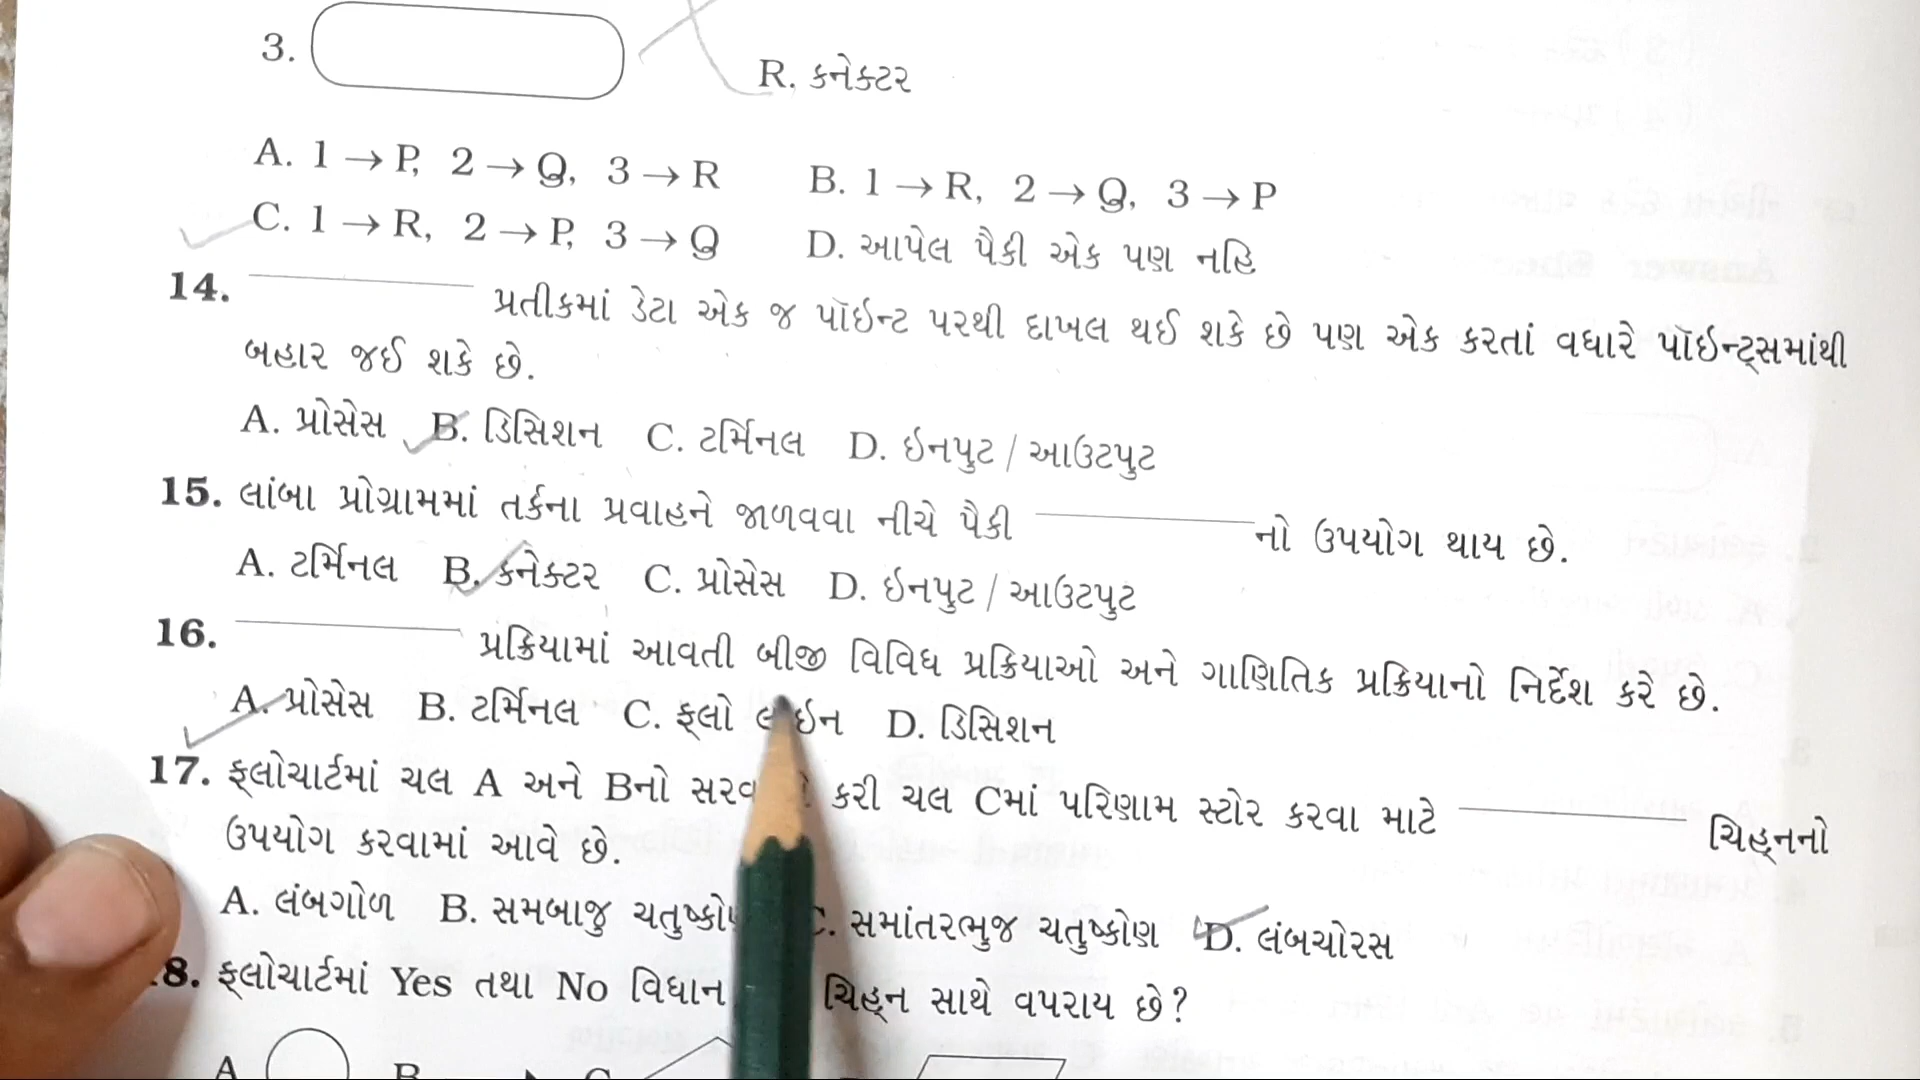 3.
R. કનેક્ટર
A. 1 → P, 2 → Q, 3 → R B. 1 → R, 2 → Q, 3 → P
C. 1 → R, 2 → P, 3 → Q D. આપેલ પૈકી એક પણ નહિ
14. પ્રતીકમાં ડેટા એક જ પૉઇન્ટ પરથી દાખલ થઈ શકે છે પણ એક કરતાં વધારે પૉઇન્ટ્સમાંથી
બહાર જઈ શકે છે.
A. પ્રોસેસ B. ડિસિશન C. ટર્મિનલ D. ઇનપુટ / આઉટપુટ
15. લાંબા પ્રોગ્રામમાં તર્કના પ્રવાહને જાળવવા નીચે પૈકી નો ઉપયોગ થાય છે.
A. ટર્મિનલ B. કનેક્ટર C. પ્રોસેસ D. ઇનપુટ / આઉટપુટ
16. પ્રક્રિયામાં આવતી બીજી વિવિધ પ્રક્રિયાઓ અને ગાણિતિક પ્રક્રિયાનો નિર્દેશ કરે છે.
A. પ્રોસેસ B. ટર્મિનલ C. ફ્લો લાઇન D. ડિસિશન
17. ફ્લોચાર્ટમાં ચલ A અને Bનો કરી ચલ Cમાં પરિણામ સ્ટોર કરવા માટે ચિહ્નનો
ઉપયોગ કરવામાં આવે છે.
A. લંબગોળ B. સમબાજુ ચતુષ્કોણ C. સમાંતરભુજ ચતુષ્કોણ D. લંબચોરસ
8. ફ્લોચાર્ટમાં Yes તથા No વિધાન ચિહ્ન સાથે વપરાય છે?
A B C